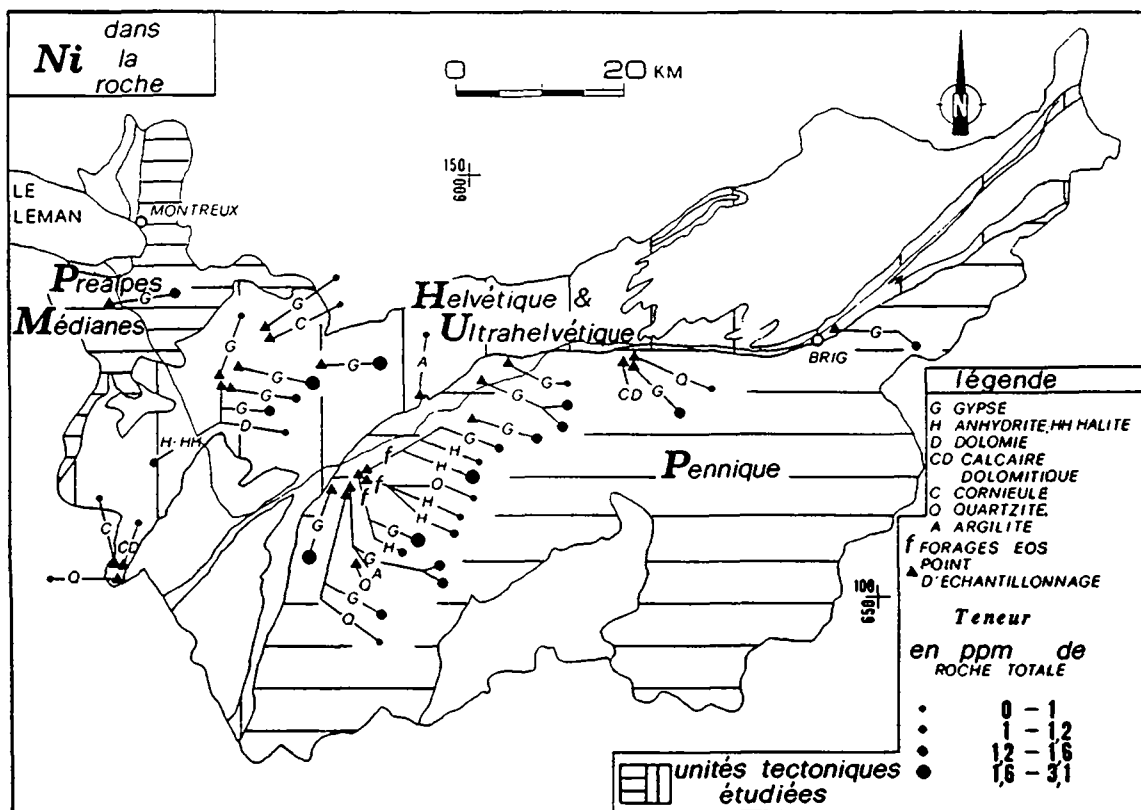 Ni
dans
la
roche
0 20 KM
N
150
600
LE
LEMAN
MONTREUX
Préalpes
Médianes
Helvétique &
Ultrahelvétique
BRIG
Pennique
G
G
C
G
A
G
G
G
G
D
H-HH
G
G
CD
G
Q
G
G
H
H
Q
H
H
f
f
f
G
G
H
G
A
Q
G
Q
C
CD
Q
100
650
légende
G GYPSE
H ANHYDRITE, HH HALITE
D DOLOMIE
CD CALCAIRE
DOLOMITIQUE
C CORNIEULE
Q QUARTZITE,
A ARGILITE
f FORAGES EOS
POINT
D'ECHANTILLONNAGE
Teneur
en ppm de
ROCHE TOTALE
0 – 1
1 – 1,2
1,2 – 1,6
1,6 – 3,1
unités tectoniques
étudiées